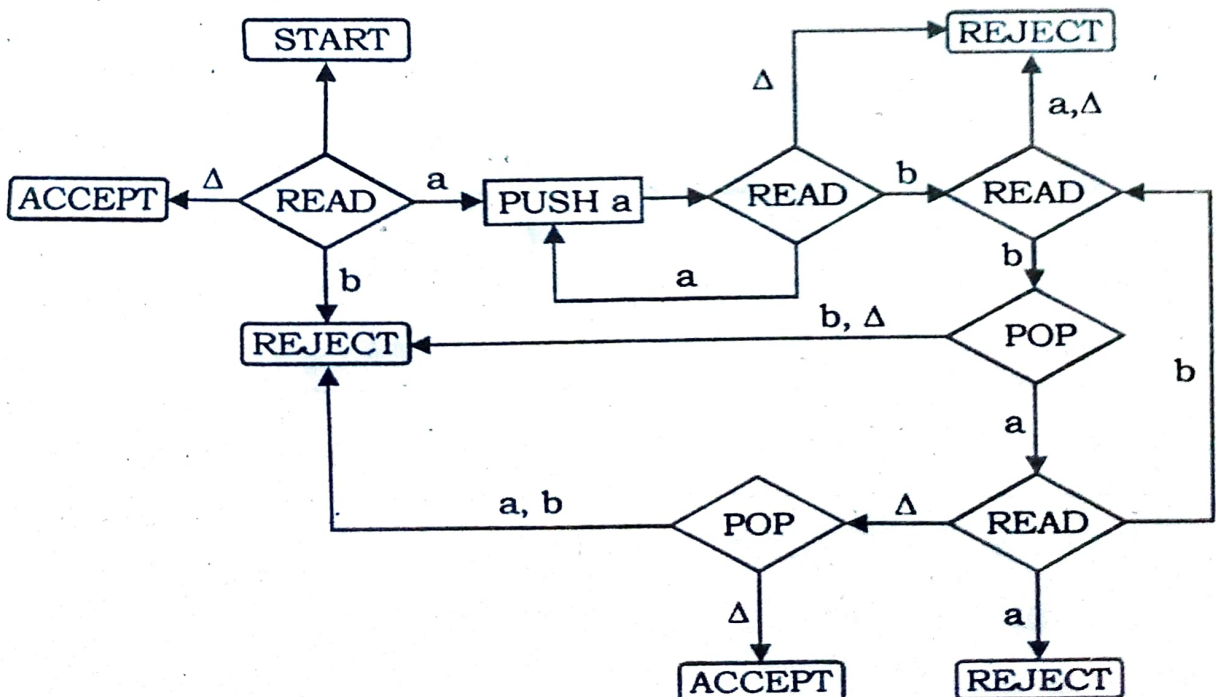 START
REJECT
Δ
a,Δ
ACCEPT
Δ
READ
a
PUSH a
READ
b
READ
b
a
b
REJECT
b, Δ
POP
b
a
a, b
POP
Δ
READ
Δ
a
ACCEPT
REJECT